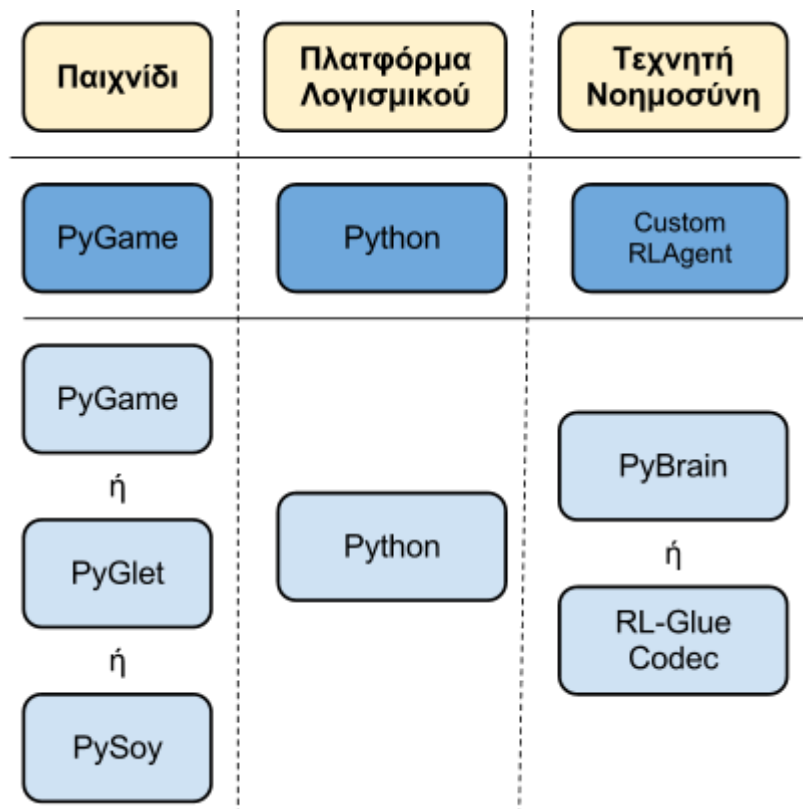 Παιχνίδι
Πλατφόρμα
Λογισμικού
Τεχνητή
Νοημοσύνη
PyGame
Python
Custom
RLAgent
PyGame
ή
PyGlet
ή
PySoy
Python
PyBrain
ή
RL-Glue
Codec